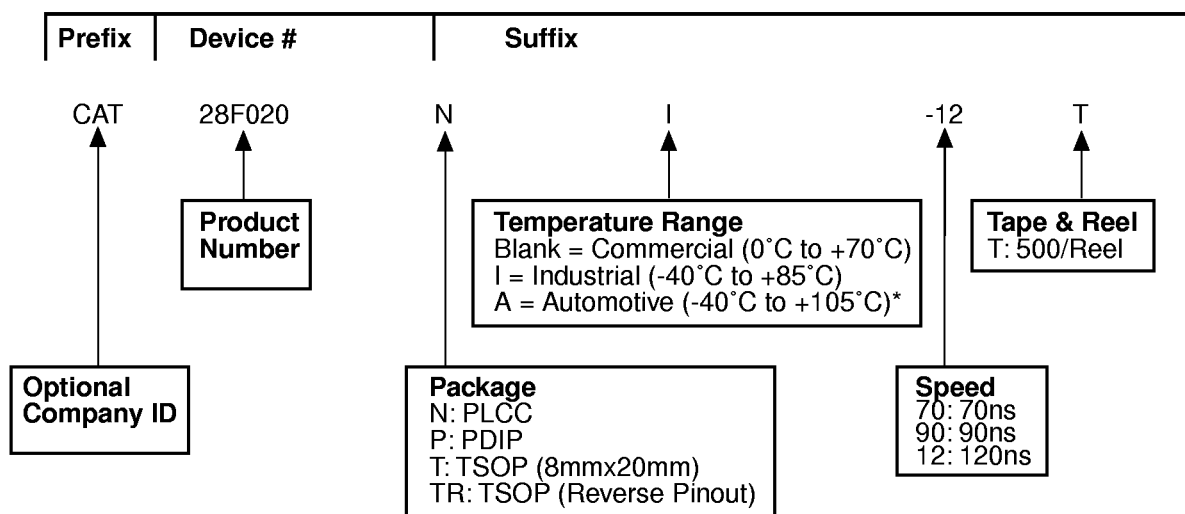 Prefix Device # Suffix
CAT 28F020 N I -12 T
Product
Number
Temperature Range
Blank = Commercial (0˚C to +70˚C)
I = Industrial (-40˚C to +85˚C)
A = Automotive (-40˚C to +105˚C)*
Tape & Reel
T: 500/Reel
Optional
Company ID
Package
N: PLCC
P: PDIP
T: TSOP (8mmx20mm)
TR: TSOP (Reverse Pinout)
Speed
70: 70ns
90: 90ns
12: 120ns